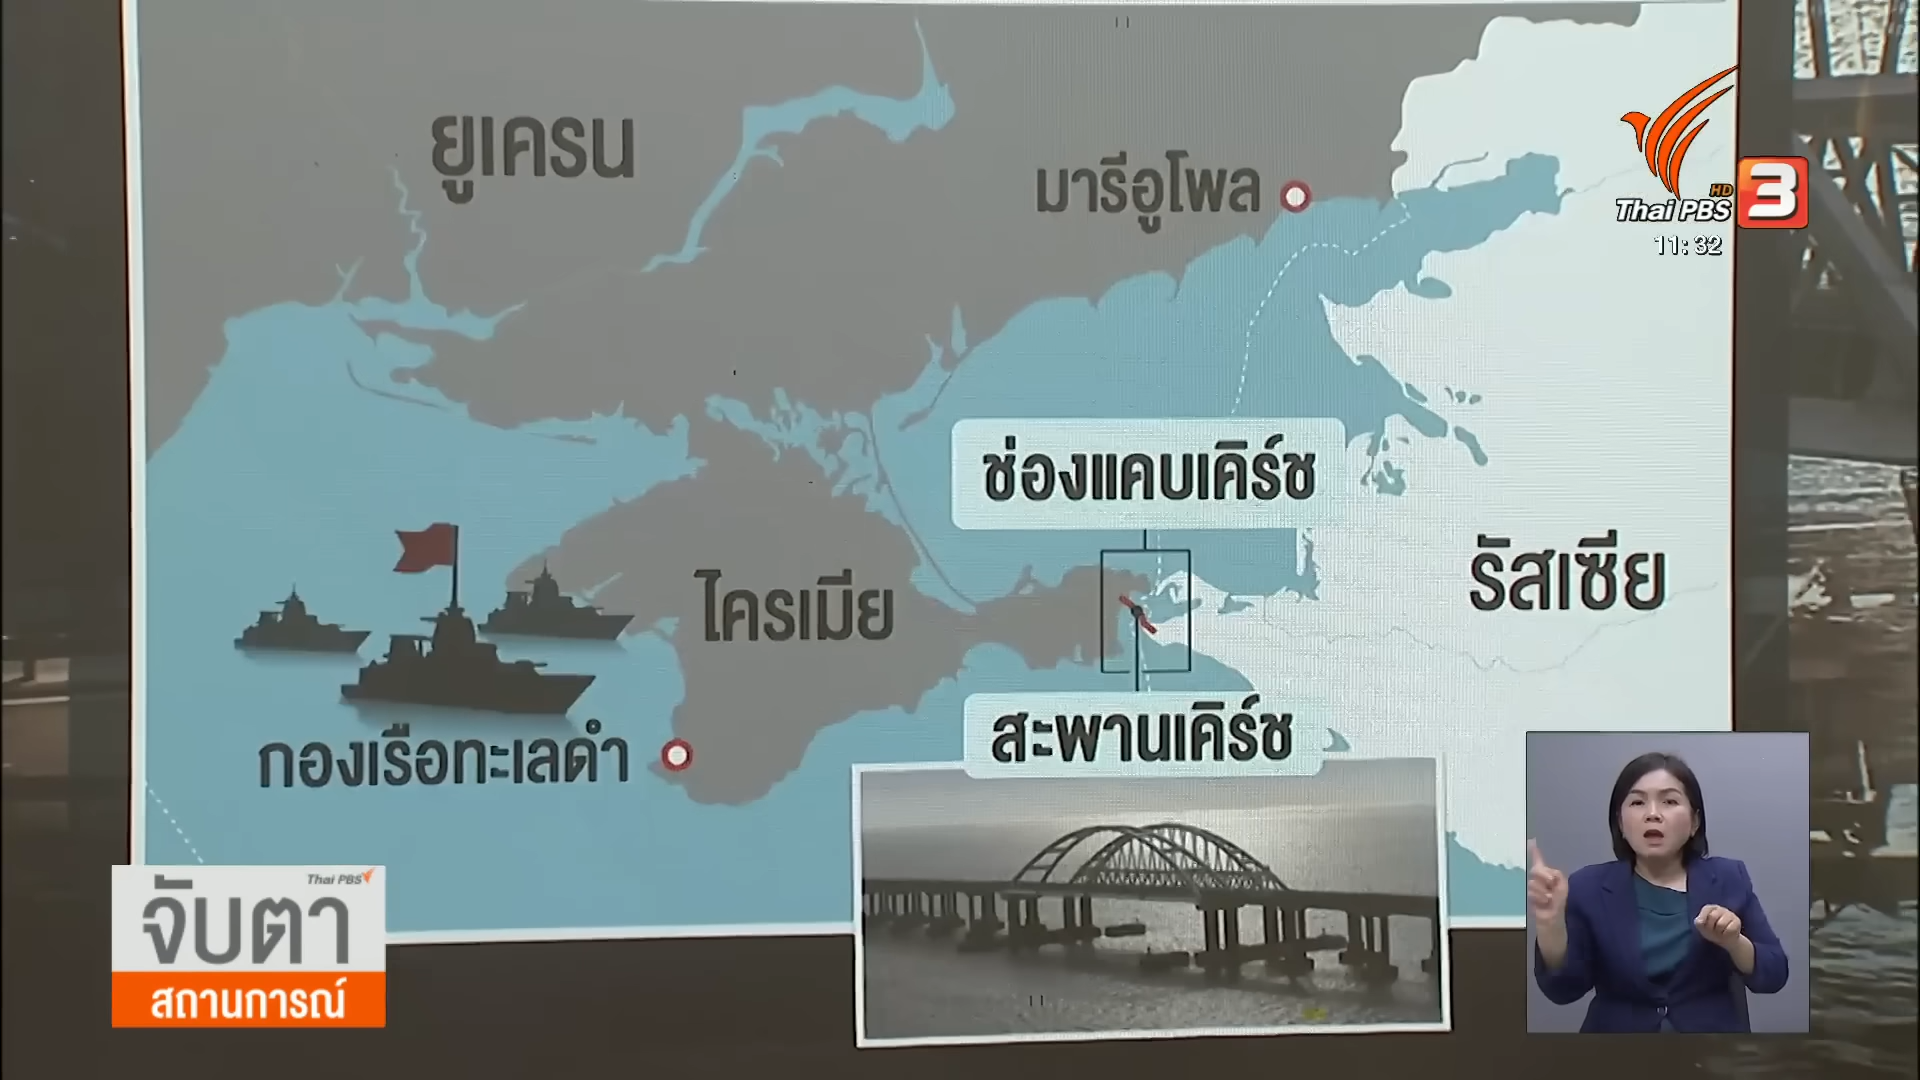 ยูเครน
มารีอูโพล
Thai PBS
HD
3
11:32
ช่องแคบเคิร์ช
รัสเซีย
ไครเมีย
สะพานเคิร์ช
กองเรือทะเลดำ
Thai PBS
จับตา
สถานการณ์